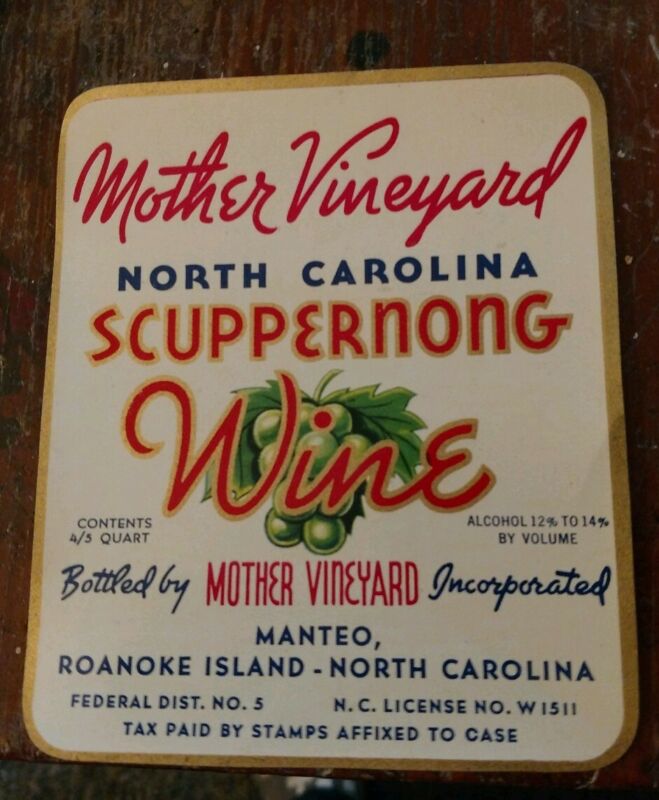 Mother Vineyard
NORTH CAROLINA
SCUPPERNONG
Wine
CONTENTS
4/5 QUART
ALCOHOL 12% TO 14%
BY VOLUME
Bottled by MOTHER VINEYARD Incorporated
MANTEO,
ROANOKE ISLAND - NORTH CAROLINA
FEDERAL DIST. NO. 5 N.C. LICENSE NO. W 1511
TAX PAID BY STAMPS AFFIXED TO CASE